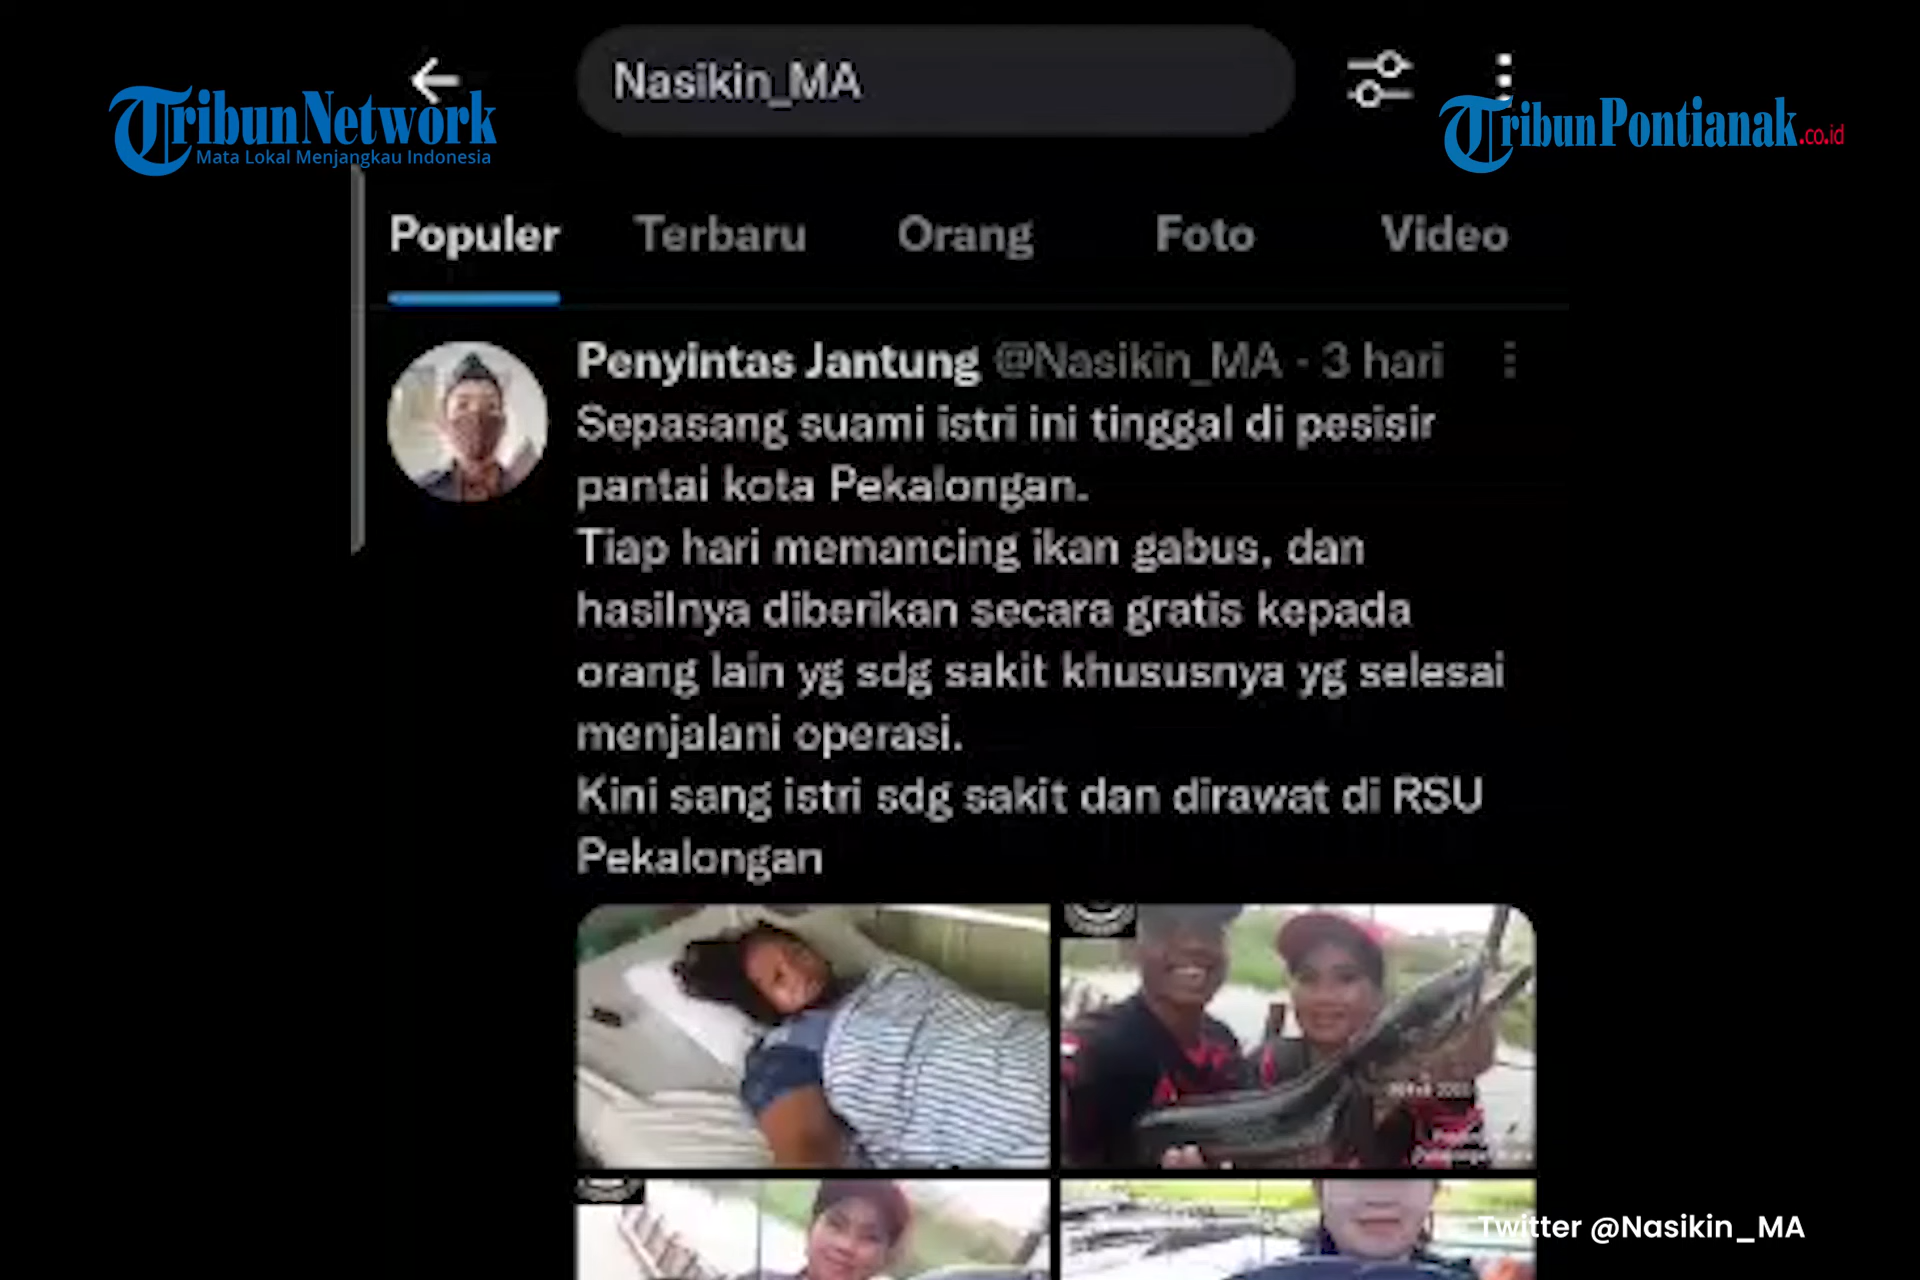 Nasikin_MA
TribunNetwork
Mata Lokal Menjangkau Indonesia
TribunPontianak.co.id
Populer Terbaru Orang Foto Video
Penyintas Jantung @Nasikin_MA · 3 hari
Sepasang suami istri ini tinggal di pesisir
pantai kota Pekalongan.
Tiap hari memancing ikan gabus, dan
hasilnya diberikan secara gratis kepada
orang lain yg sdg sakit khususnya yg selesai
menjalani operasi.
Kini sang istri sdg sakit dan dirawat di RSU
Pekalongan
Twitter @Nasikin_MA